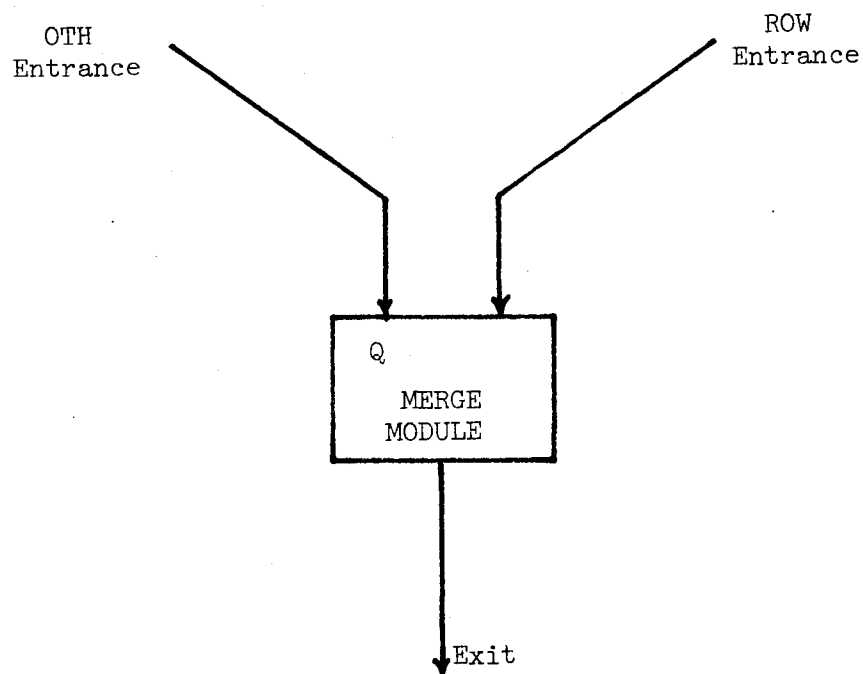 OTH
Entrance
ROW
Entrance
Q
MERGE
MODULE
Exit